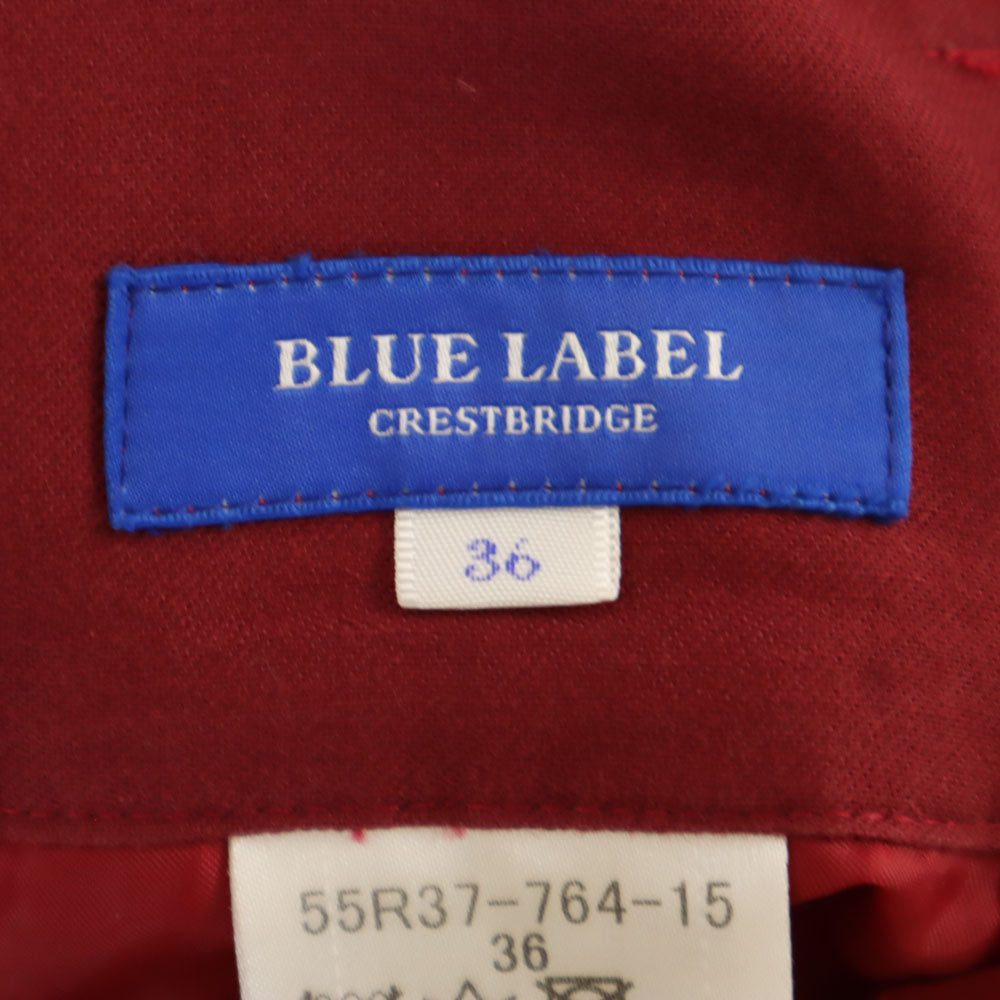 BLUE LABEL
CRESTBRIDGE
36
55R37-764-15
36